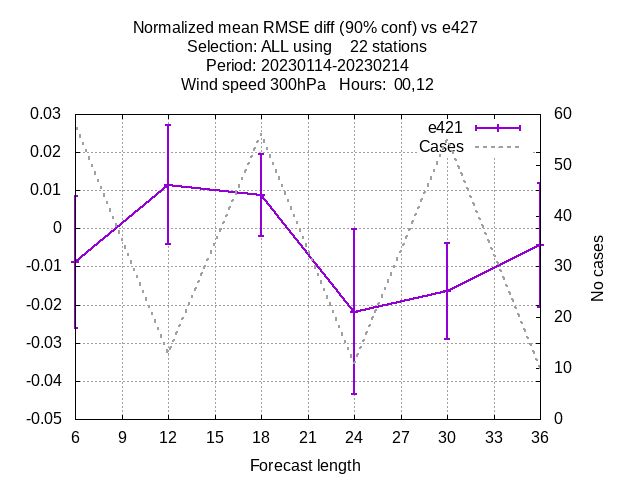 Normalized mean RMSE diff (90% conf) vs e427
Selection: ALL using    22 stations
Period: 20230114-20230214
Wind speed 300hPa   Hours:  00,12
0.03
0.02
0.01
0
-0.01
-0.02
-0.03
-0.04
-0.05
e421
Cases
60
50
40
30
20
10
0
No cases
6 9 12 15 18 21 24 27 30 33 36
Forecast length